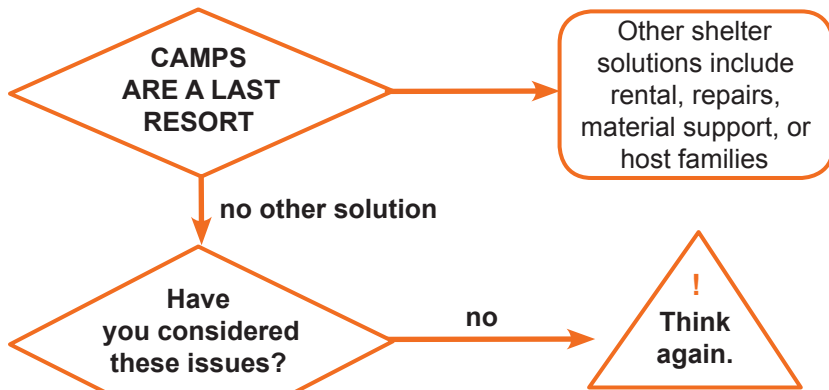 CAMPS
ARE A LAST
RESORT
Other shelter
solutions include
rental, repairs,
material support, or
host families
no other solution
Have
you considered
these issues?
no
!
Think
again.